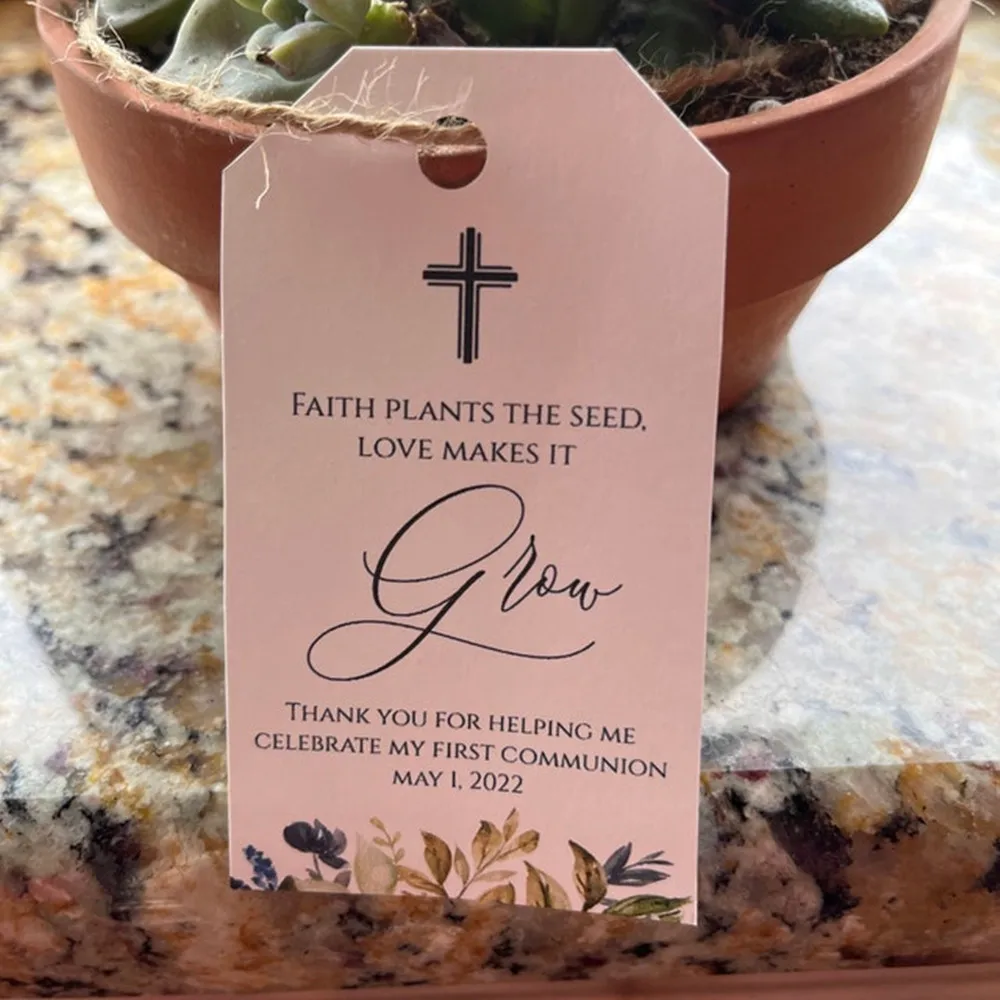 FAITH PLANTS THE SEED,
LOVE MAKES IT
Grow
THANK YOU FOR HELPING ME
CELEBRATE MY FIRST COMMUNION
MAY 1, 2022